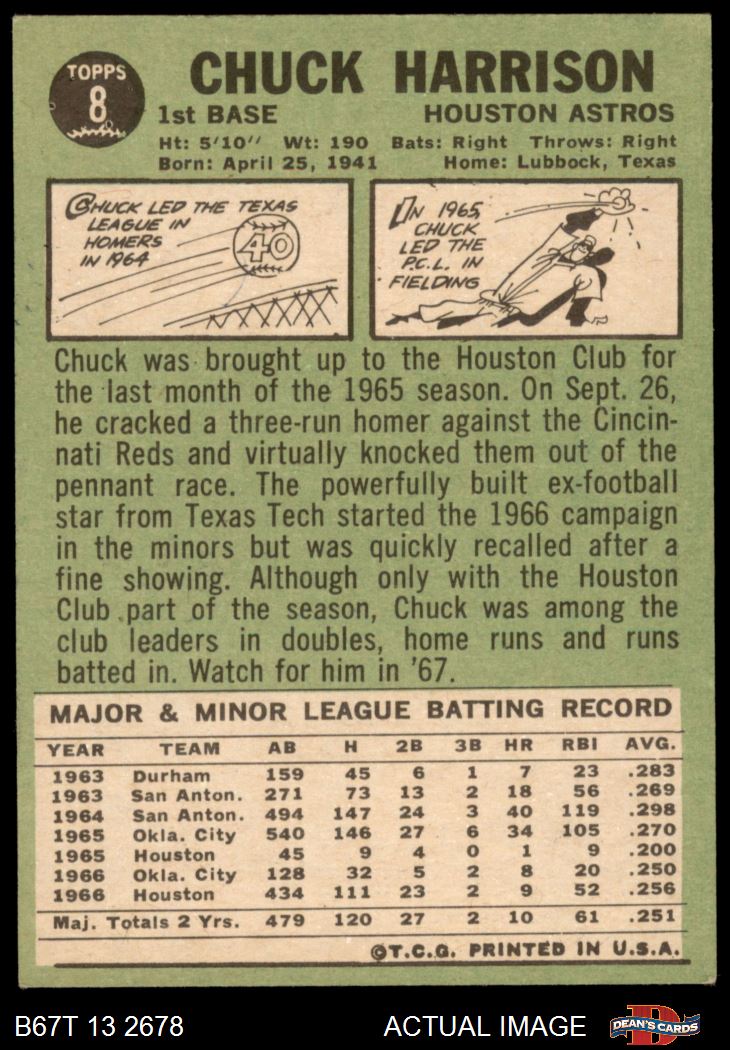 TOPPS
8
CHUCK HARRISON
1st BASE HOUSTON ASTROS
Ht: 5'10" Wt: 190 Bats: Right Throws: Right
Born: April 25, 1941 Home: Lubbock, Texas
CHUCK LED THE TEXAS
LEAGUE IN
HOMERS
IN 1964
40
IN 1965,
CHUCK
LED THE
P.C.L. IN
FIELDING
Chuck was brought up to the Houston Club for
the last month of the 1965 season. On Sept. 26,
he cracked a three-run homer against the Cincin-
nati Reds and virtually knocked them out of the
pennant race. The powerfully built ex-football
star from Texas Tech started the 1966 campaign
in the minors but was quickly recalled after a
fine showing. Although only with the Houston
Club part of the season, Chuck was among the
club leaders in doubles, home runs and runs
batted in. Watch for him in '67.
MAJOR & MINOR LEAGUE BATTING RECORD
YEAR TEAM AB H 2B 3B HR RBI AVG.
1963 Durham 159 45 6 1 7 23 .283
1963 San Anton. 271 73 13 2 18 56 .269
1964 San Anton. 494 147 24 3 40 119 .298
1965 Okla. City 540 146 27 6 34 105 .270
1965 Houston 45 9 4 0 1 9 .200
1966 Okla. City 128 32 5 2 8 20 .250
1966 Houston 434 111 23 2 9 52 .256
Maj. Totals 2 Yrs. 479 120 27 2 10 61 .251
©T.C.G. PRINTED IN U.S.A.
B67T 13 2678 ACTUAL IMAGE
D
DEAN'S CARDS